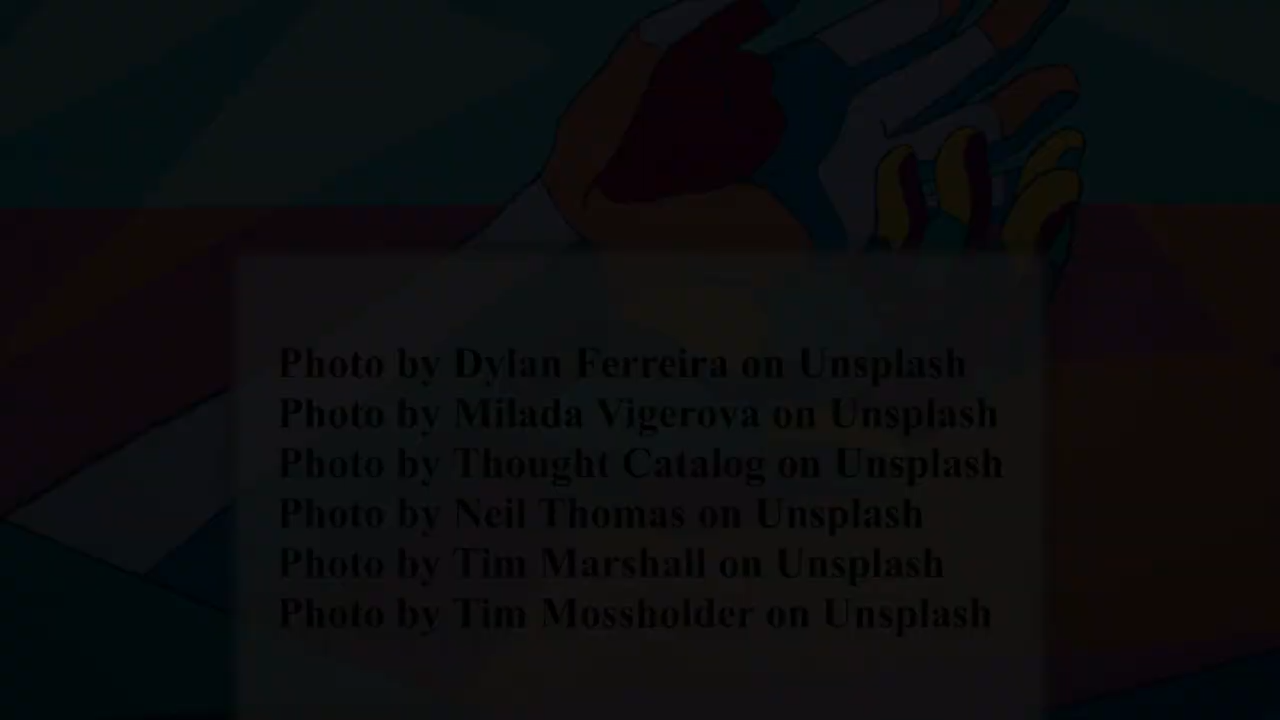 Photo by Dylan Ferreira on Unsplash
Photo by Milada Vigerova on Unsplash
Photo by Thought Catalog on Unsplash
Photo by Neil Thomas on Unsplash
Photo by Tim Marshall on Unsplash
Photo by Tim Mossholder on Unsplash